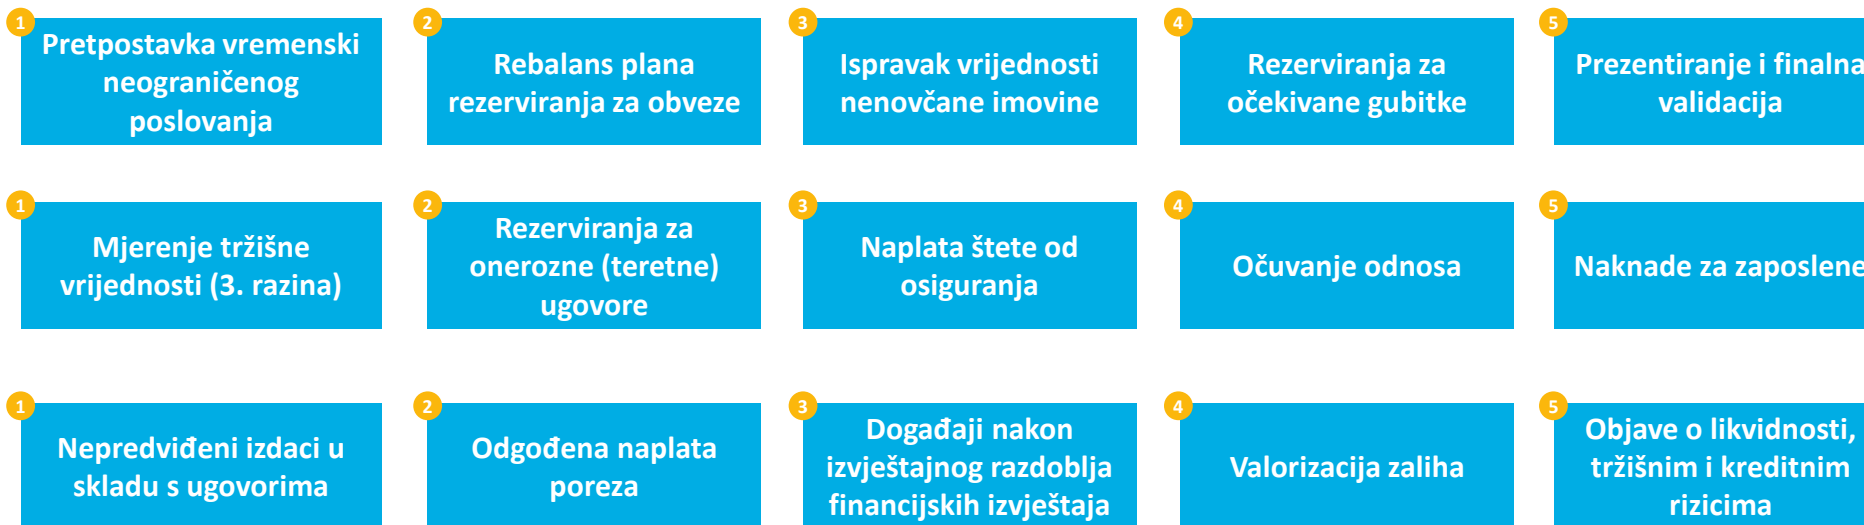 1
Pretpostavka vremenski
neograničenog
poslovanja
2
Rebalans plana
rezerviranja za obveze
3
Ispravak vrijednosti
nenovčane imovine
4
Rezerviranja za
očekivane gubitke
5
Prezentiranje i finalna
validacija
1
Mjerenje tržišne
vrijednosti (3. razina)
2
Rezerviranja za
onerozne (teretne)
ugovore
3
Naplata štete od
osiguranja
4
Očuvanje odnosa
5
Naknade za zaposlene
1
Nepredviđeni izdaci u
skladu s ugovorima
2
Odgođena naplata
poreza
3
Događaji nakon
izvještajnog razdoblja
financijskih izvještaja
4
Valorizacija zaliha
5
Objave o likvidnosti,
tržišnim i kreditnim
rizicima